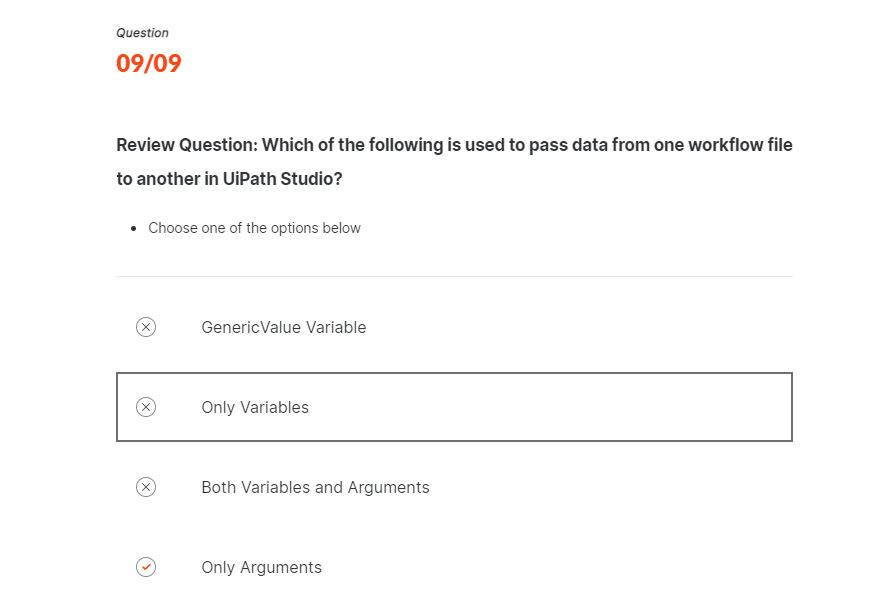 Question
09/09
Review Question: Which of the following is used to pass data from one workflow file
to another in UiPath Studio?
• Choose one of the options below
GenericValue Variable
Only Variables
Both Variables and Arguments
Only Arguments